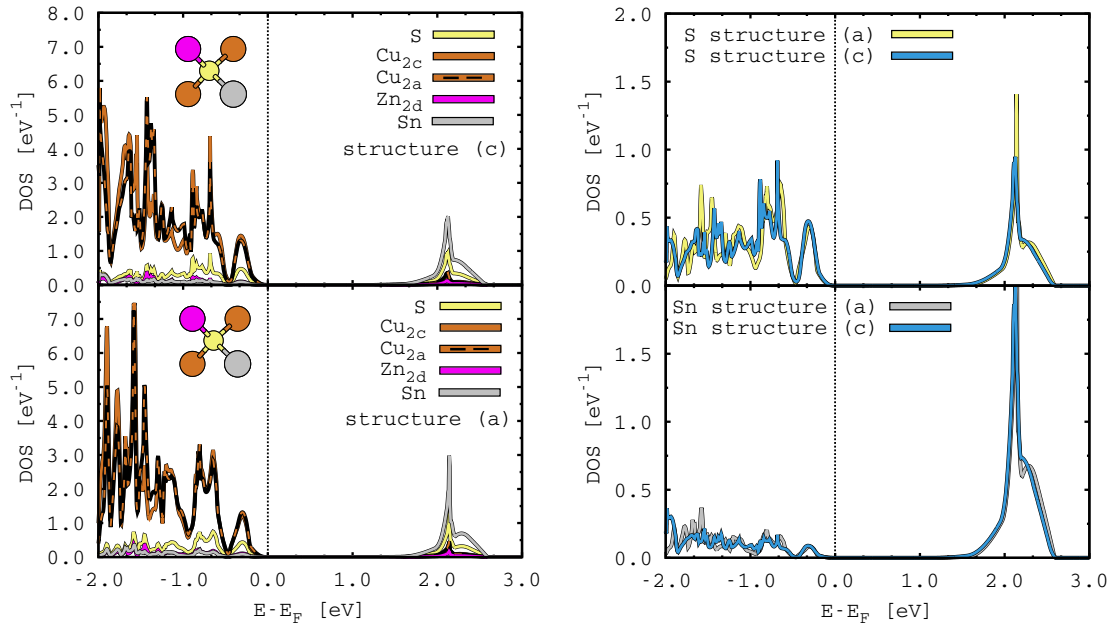 8.0
7.0
6.0
5.0
4.0
3.0
2.0
1.0
0.0
DOS [eV⁻¹]
S
Cu₂c
Cu₂a
Zn₂d
Sn
structure (c)
7.0
6.0
5.0
4.0
3.0
2.0
1.0
0.0
DOS [eV⁻¹]
S
Cu₂c
Cu₂a
Zn₂d
Sn
structure (a)
-2.0 -1.0 0.0 1.0 2.0 3.0
E-E_F [eV]
2.0
1.5
1.0
0.5
0.0
DOS [eV⁻¹]
S structure (a)
S structure (c)
1.5
1.0
0.5
0.0
DOS [eV⁻¹]
Sn structure (a)
Sn structure (c)
-2.0 -1.0 0.0 1.0 2.0 3.0
E-E_F [eV]